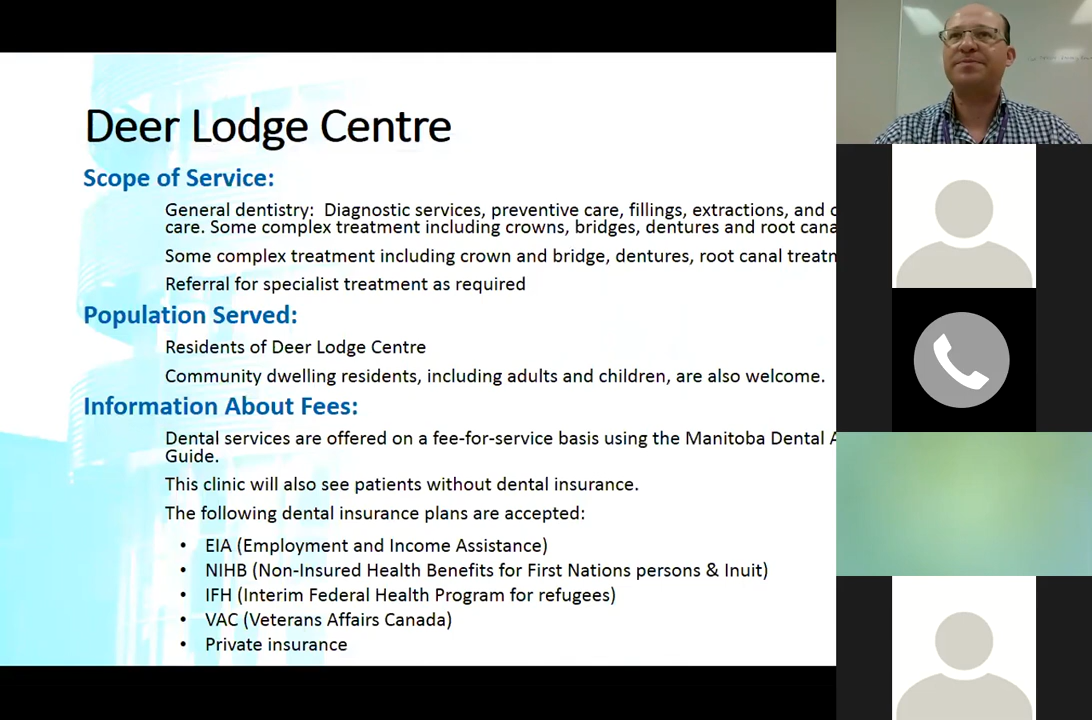 Deer Lodge Centre
Scope of Service:
General dentistry: Diagnostic services, preventive care, fillings, extractions, and
care. Some complex treatment including crowns, bridges, dentures and root
Some complex treatment including crown and bridge, dentures, root canal
Referral for specialist treatment as required
Population Served:
Residents of Deer Lodge Centre
Community dwelling residents, including adults and children, are also welcome.
Information About Fees:
Dental services are offered on a fee-for-service basis using the Manitoba Dental
Guide.
This clinic will also see patients without dental insurance.
The following dental insurance plans are accepted:
• EIA (Employment and Income Assistance)
• NIHB (Non-Insured Health Benefits for First Nations persons & Inuit)
• IFH (Interim Federal Health Program for refugees)
• VAC (Veterans Affairs Canada)
• Private insurance